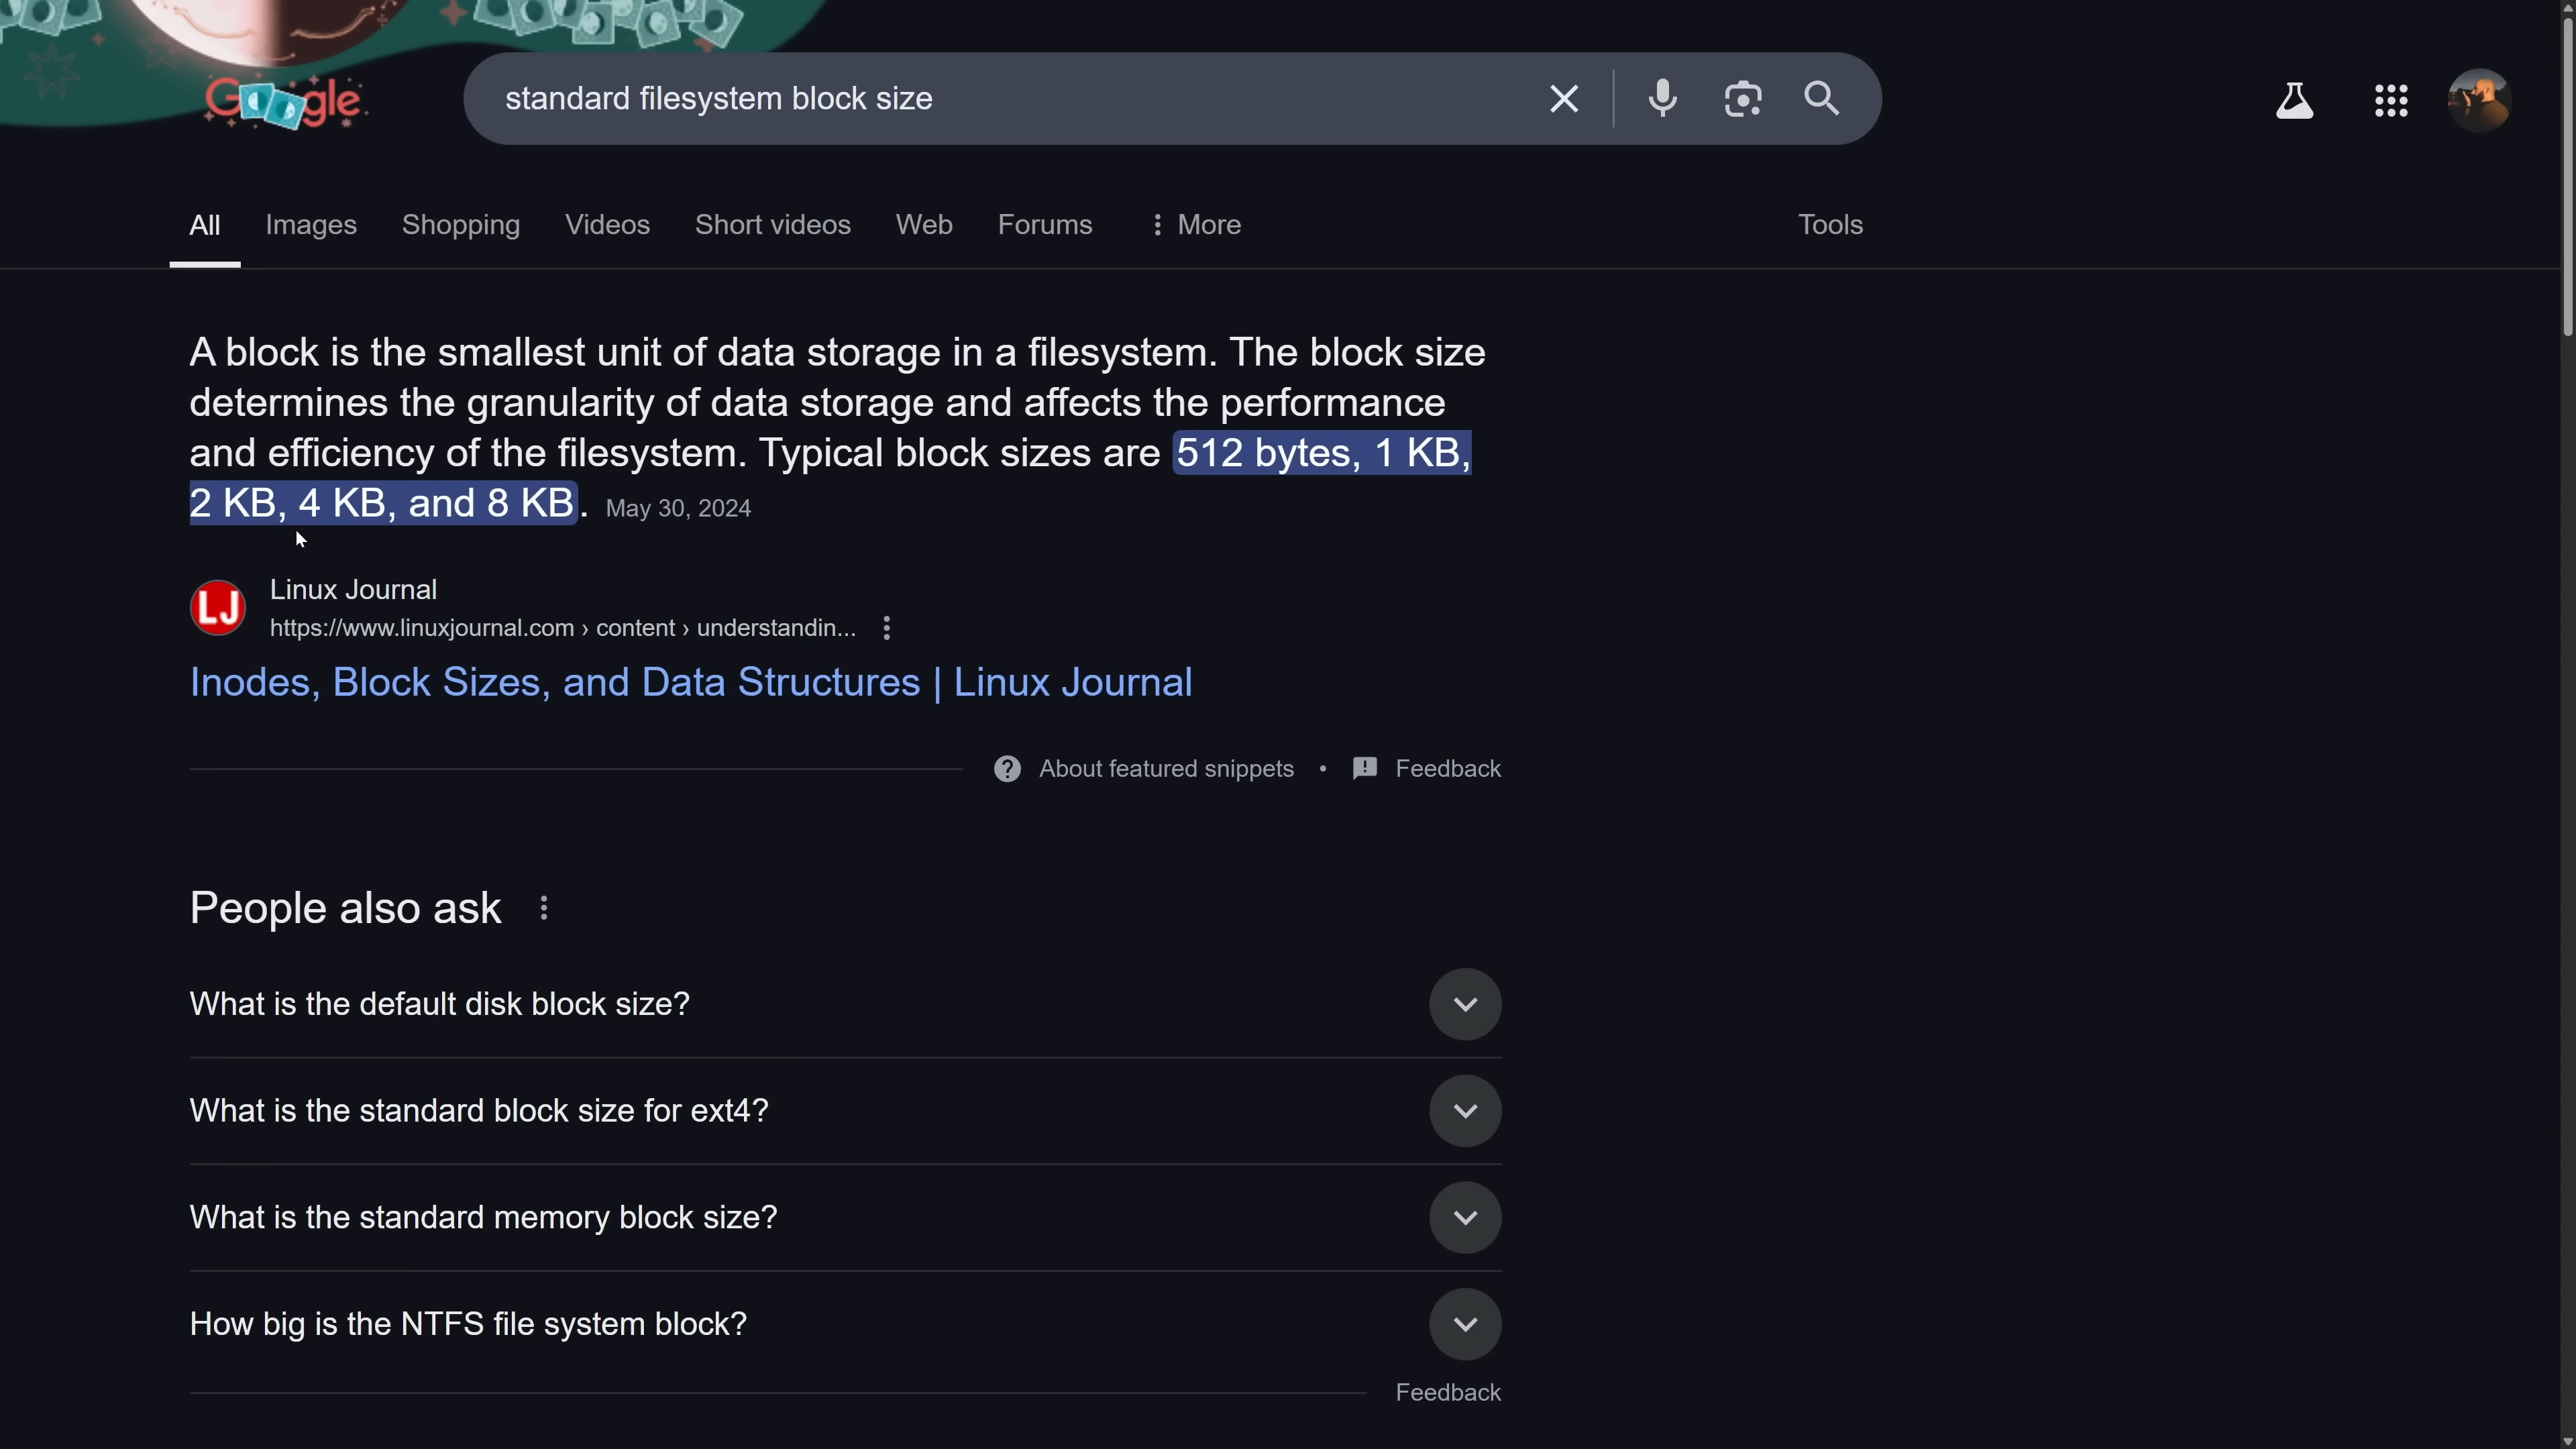 Google
standard filesystem block size
All Images Shopping Videos Short videos Web Forums More Tools
A block is the smallest unit of data storage in a filesystem. The block size
determines the granularity of data storage and affects the performance
and efficiency of the filesystem. Typical block sizes are 512 bytes, 1 KB,
2 KB, 4 KB, and 8 KB. May 30, 2024
LJ
Linux Journal
https://www.linuxjournal.com › content › understandin...
Inodes, Block Sizes, and Data Structures | Linux Journal
About featured snippets • Feedback
People also ask
What is the default disk block size?
What is the standard block size for ext4?
What is the standard memory block size?
How big is the NTFS file system block?
Feedback